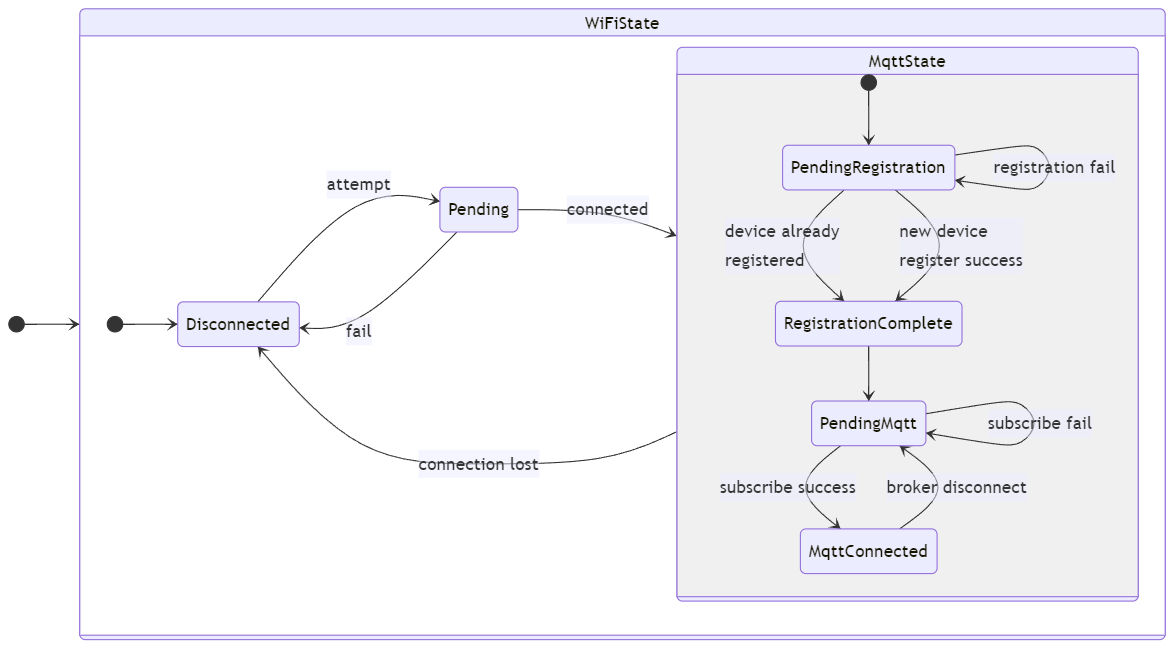 WiFiState
MqttState
PendingRegistration
registration fail
attempt
Pending
connected
device already
registered
new device
register success
Disconnected
fail
RegistrationComplete
PendingMqtt
subscribe fail
connection lost
subscribe success
broker disconnect
MqttConnected